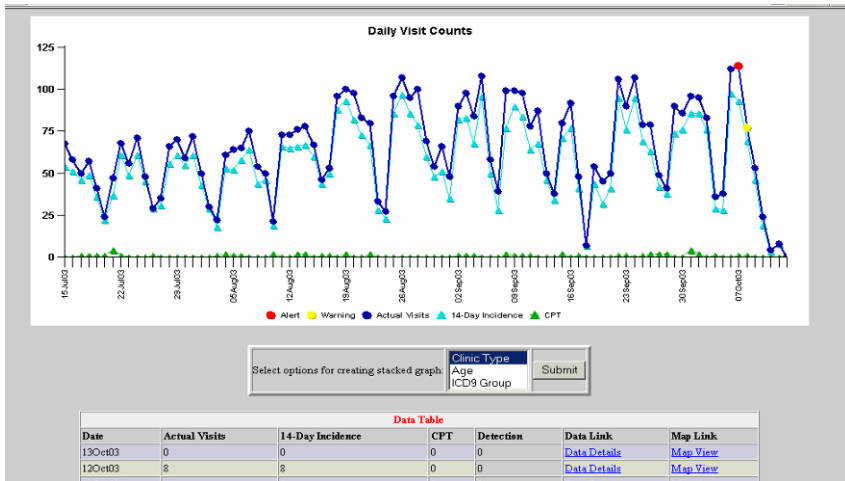 Daily Visit Counts
125
100
75
50
25
0
15Jul03
22Jul03
29Jul03
05Aug03
12Aug03
19Aug03
26Aug03
02Sep03
09Sep03
16Sep03
23Sep03
30Sep03
07Oct03
Alert Warning Actual Visits 14-Day Incidence CPT
Select options for creating stacked graph:
Clinic Type
Age
ICD9 Group
Submit
Data Table
Date Actual Visits 14-Day Incidence CPT Detection Data Link Map Link
13Oct03 0 0 0 0 Data Details Map View
12Oct03 8 8 0 0 Data Details Map View